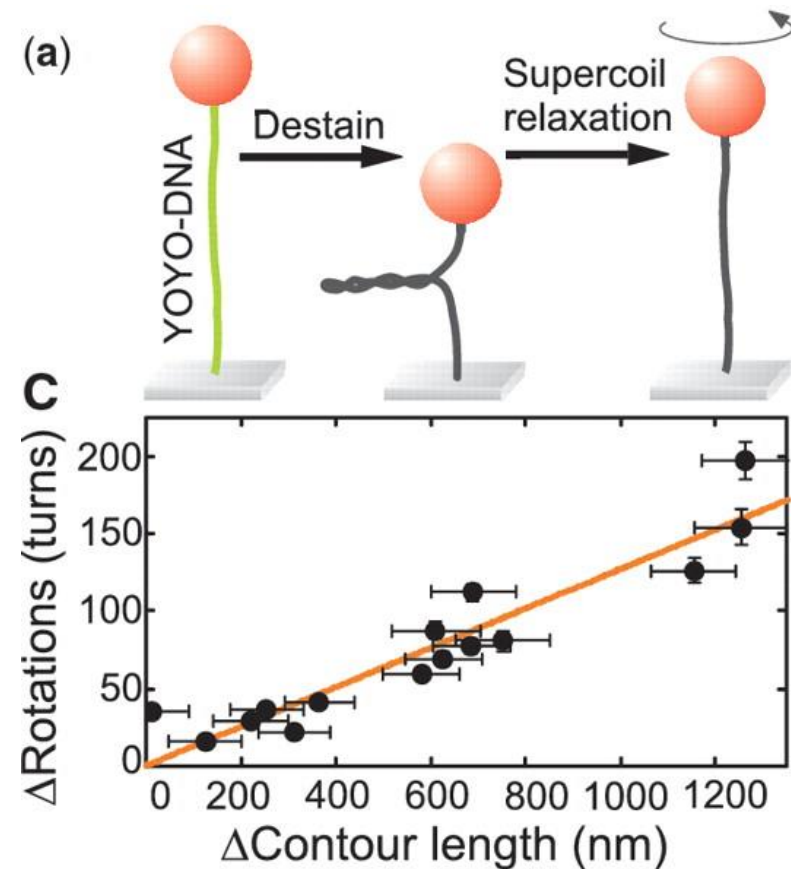 (a)
YOYO-DNA
Destain
Supercoil
relaxation
C
ΔRotations (turns)
200
150
100
50
0
0 200 400 600 800 1000 1200
ΔContour length (nm)